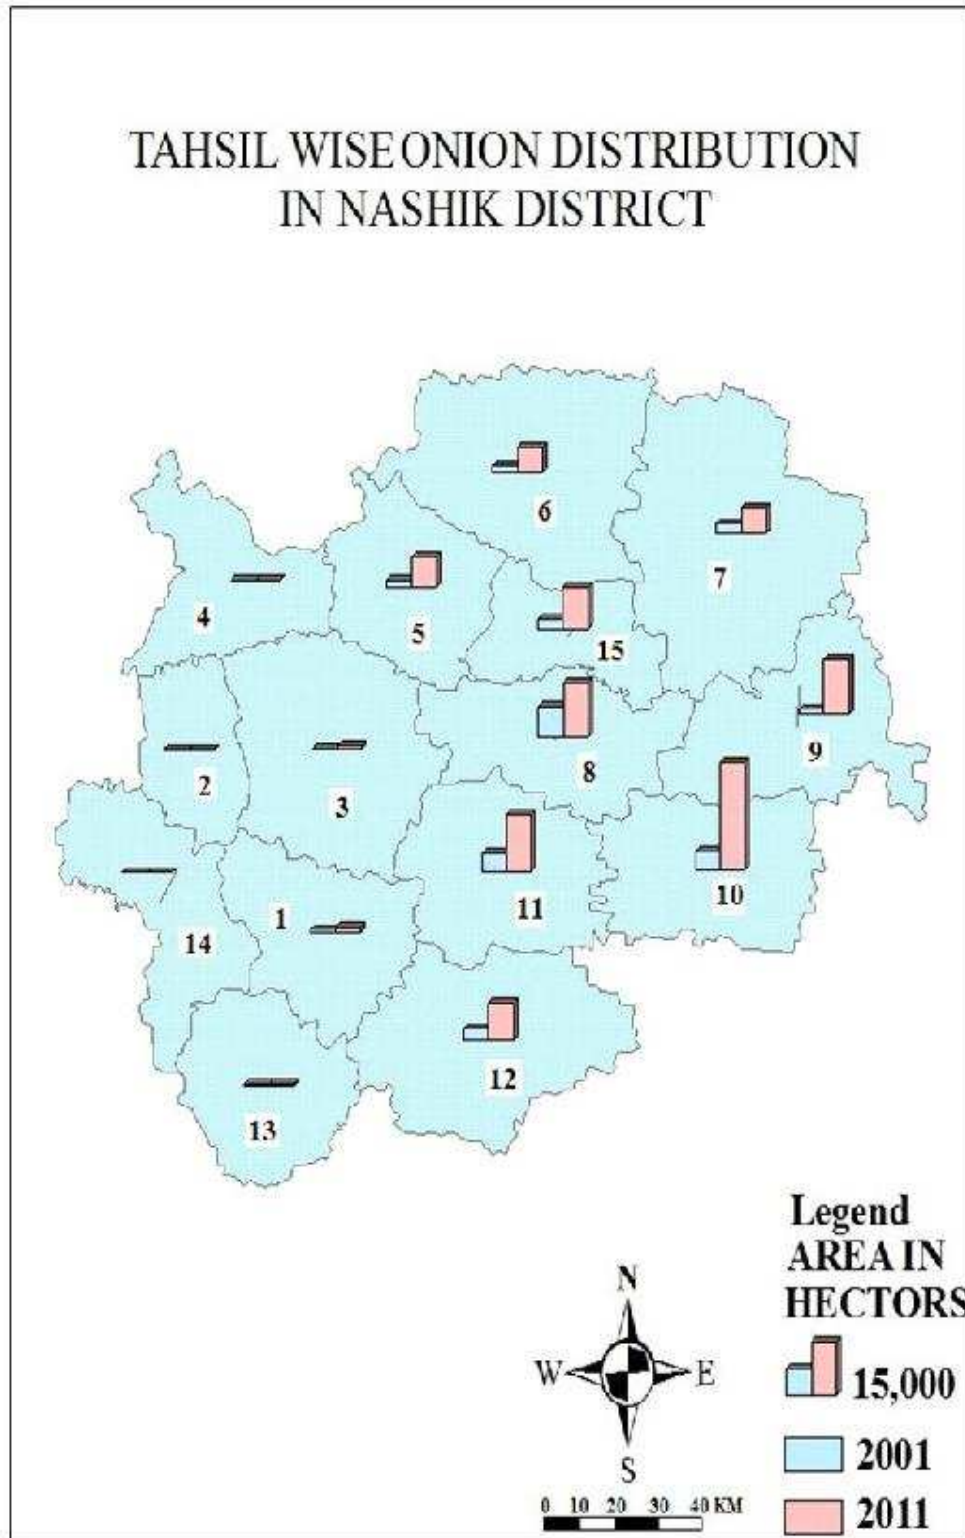 TAHSIL WISE ONION DISTRIBUTION
IN NASHIK DISTRICT
6
7
4
5
15
9
2
3
8
10
11
1
14
12
13
Legend
AREA IN
HECTORS
15,000
2001
2011
N
W E
S
0 10 20 30 40 KM